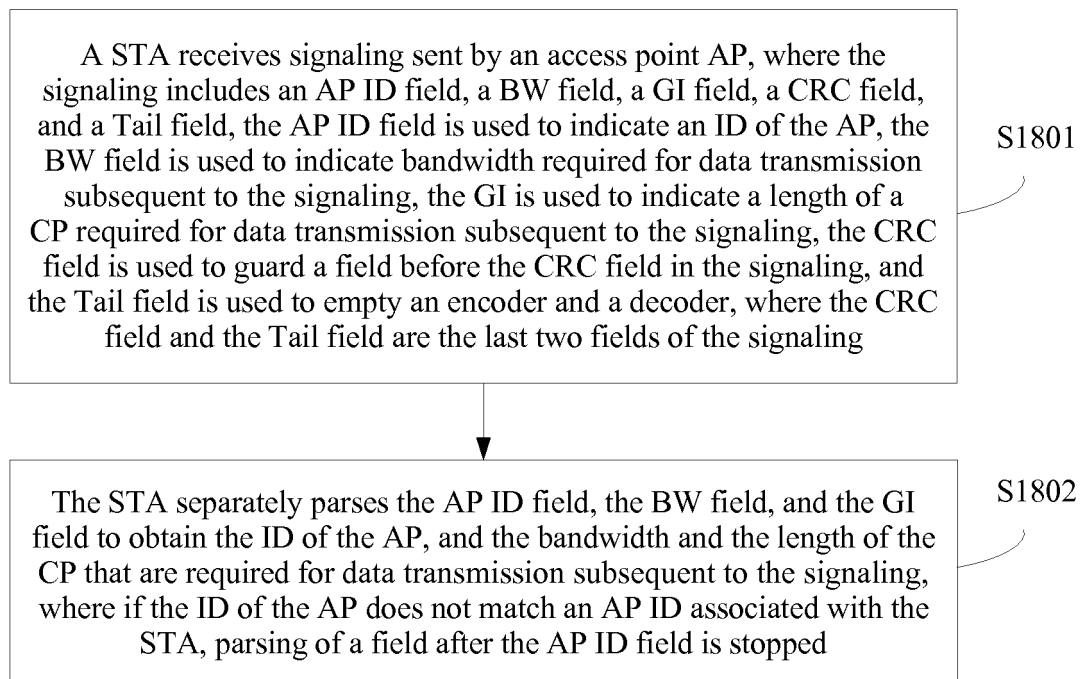 A STA receives signaling sent by an access point AP, where the
signaling includes an AP ID field, a BW field, a GI field, a CRC field,
and a Tail field, the AP ID field is used to indicate an ID of the AP, the
BW field is used to indicate bandwidth required for data transmission
subsequent to the signaling, the GI is used to indicate a length of a
CP required for data transmission subsequent to the signaling, the CRC
field is used to guard a field before the CRC field in the signaling, and
the Tail field is used to empty an encoder and a decoder, where the CRC
field and the Tail field are the last two fields of the signaling
S1801
The STA separately parses the AP ID field, the BW field, and the GI
field to obtain the ID of the AP, and the bandwidth and the length of the
CP that are required for data transmission subsequent to the signaling,
where if the ID of the AP does not match an AP ID associated with the
STA, parsing of a field after the AP ID field is stopped
S1802